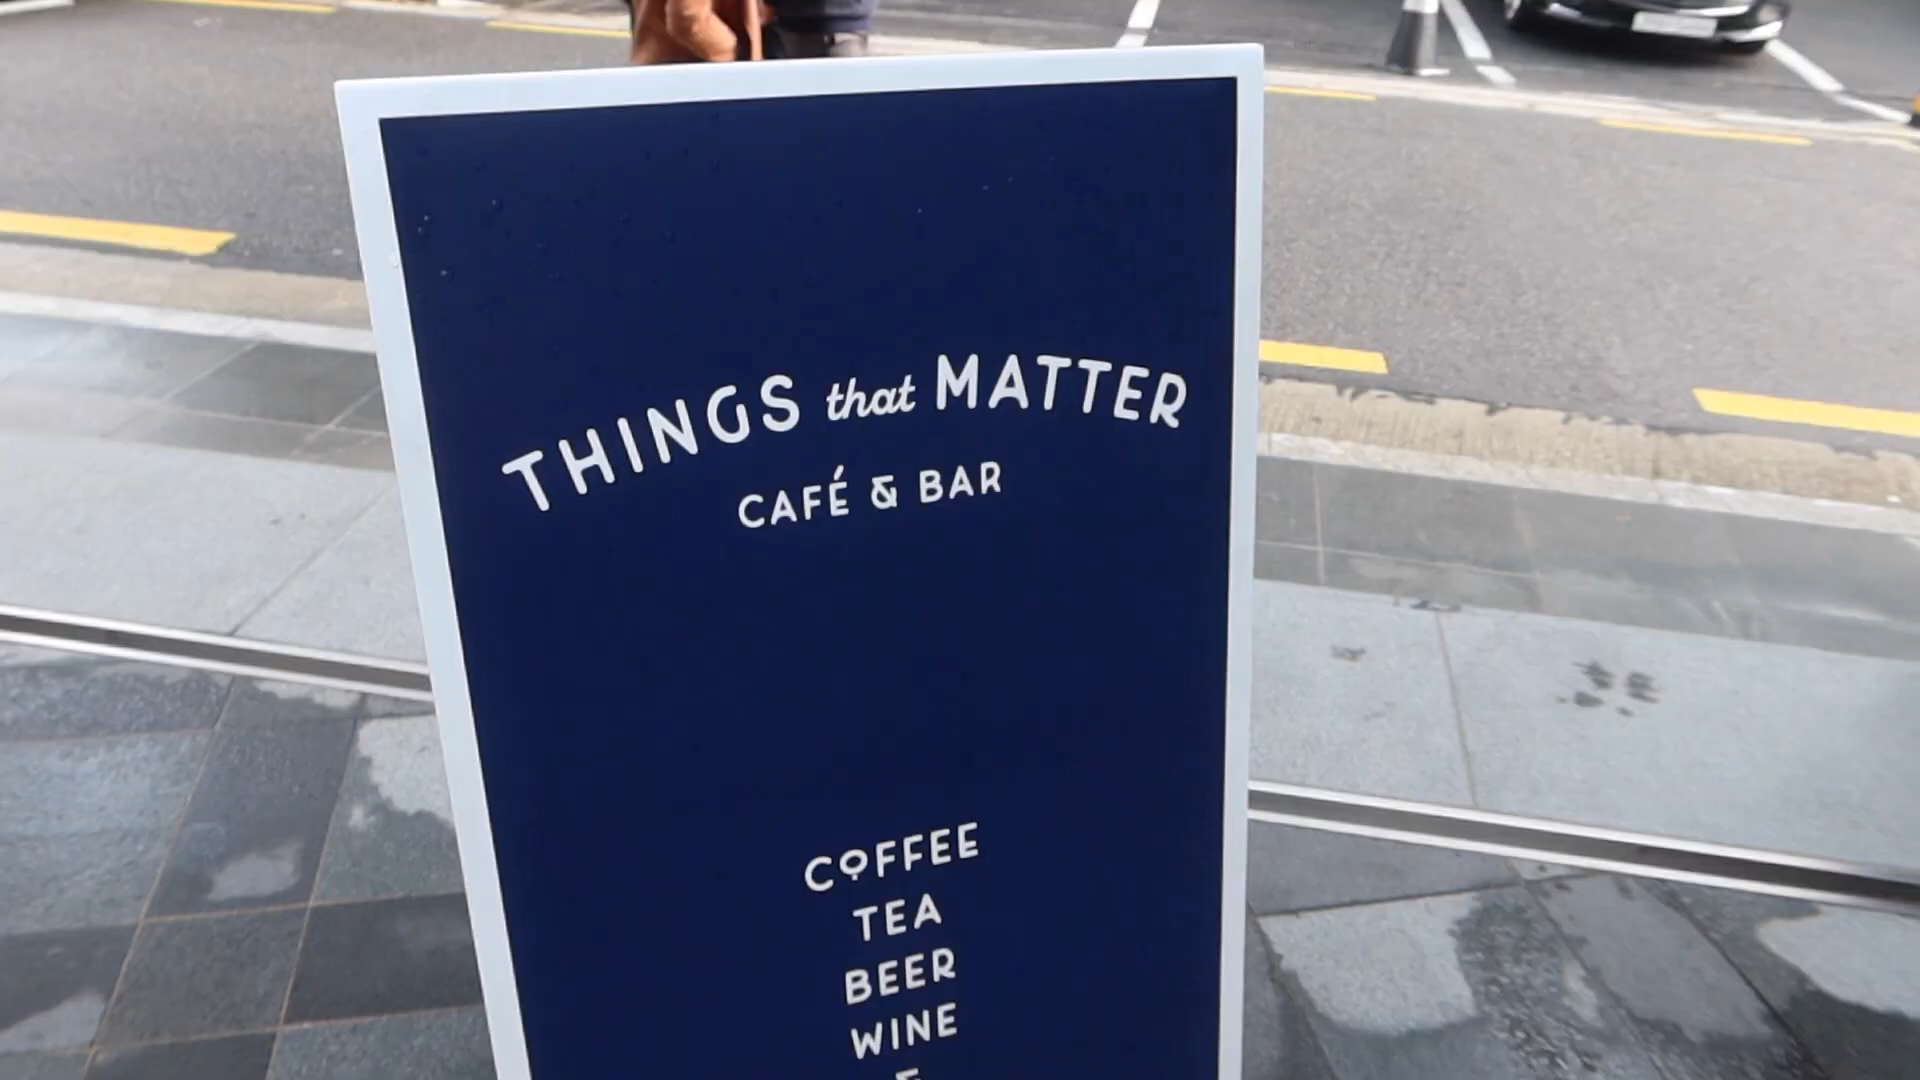 THINGS that MATTER
CAFÉ & BAR
COFFEE
TEA
BEER
WINE